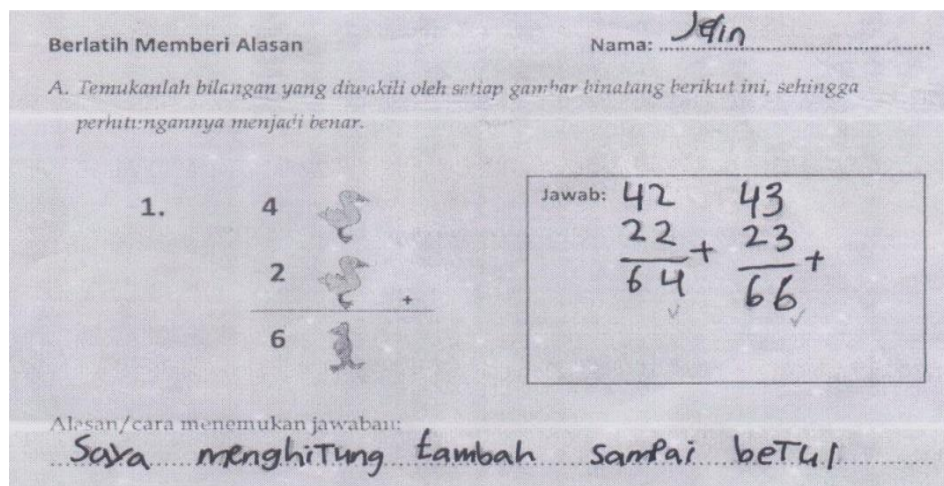 Berlatih Memberi Alasan
Nama: Jein
A. Temukanlah bilangan yang diwakili oleh setiap gambar binatang berikut ini, sehingga
perhitungannya menjadi benar.
1. 4
2 +
6
Jawab: 42 43
22 + 23 +
64 66
Alasan/cara menemukan jawaban:
Saya menghitung tambah sampai betul